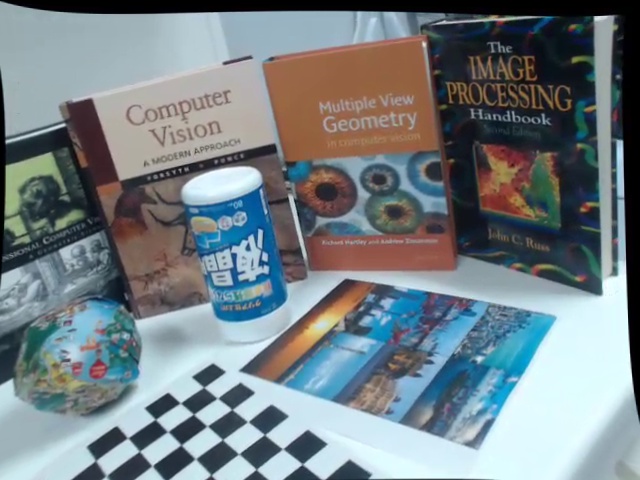 Computer
Vision
A MODERN APPROACH
FORSYTH PONCE
Multiple View
Geometry
in computer vision
Richard Hartley and Andrew Zisserman
The
IMAGE
PROCESSING
Handbook
Second Edition
John C. Russ